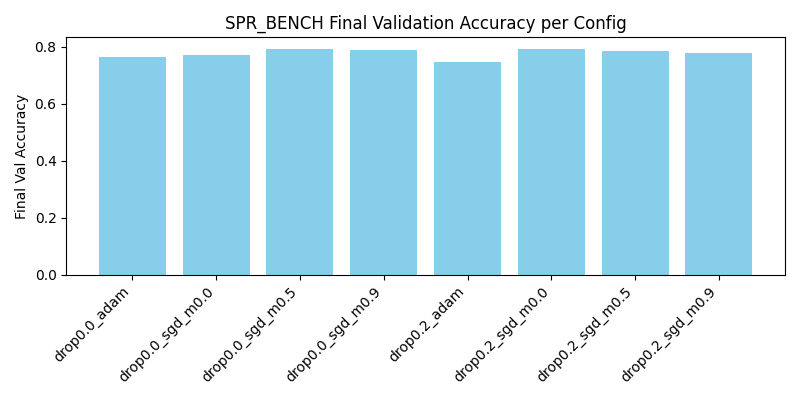 SPR_BENCH Final Validation Accuracy per Config
Final Val Accuracy
0.8
0.6
0.4
0.2
0.0
drop0.0_adam
drop0.0_sgd_m0.0
drop0.0_sgd_m0.5
drop0.0_sgd_m0.9
drop0.2_adam
drop0.2_sgd_m0.0
drop0.2_sgd_m0.5
drop0.2_sgd_m0.9